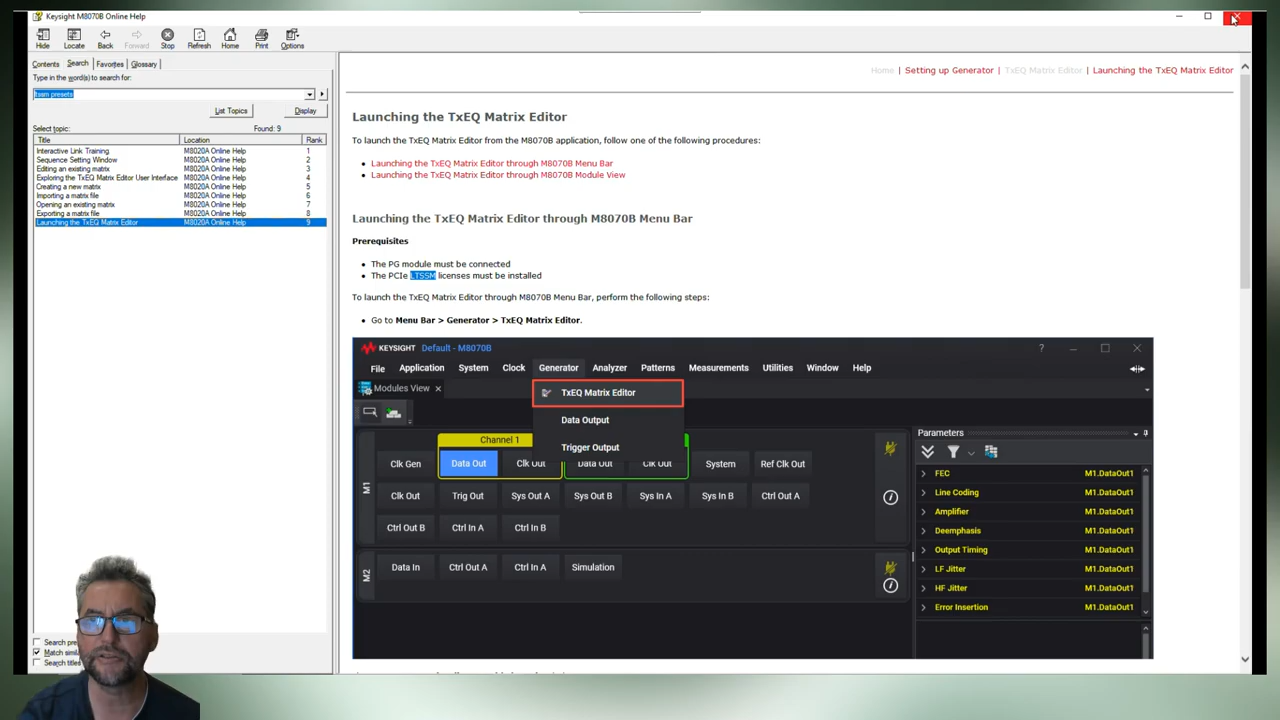 Keysight M8070B Online Help
Hide Locate Back Forward Stop Refresh Home Print Options
Contents Search Favorites Glossary
Type in the word(s) to search for:
ltssm presets
List Topics Display
Select topic: Found: 9
Title Location Rank
Interactive Link Training M8020A Online Help 1
Sequence Setting Window M8020A Online Help 2
Editing an existing matrix M8020A Online Help 3
Exploring the TxEQ Matrix Editor User Interface M8020A Online Help 4
Creating a new matrix M8020A Online Help 5
Importing a matrix file M8020A Online Help 6
Opening an existing matrix M8020A Online Help 7
Exporting a matrix file M8020A Online Help 8
Launching the TxEQ Matrix Editor M8020A Online Help 9
Search
Match
Search titles
Home | Setting up Generator | TxEQ Matrix Editor | Launching the TxEQ Matrix Editor
Launching the TxEQ Matrix Editor
To launch the TxEQ Matrix Editor from the M8070B application, follow one of the following procedures:
• Launching the TxEQ Matrix Editor through M8070B Menu Bar
• Launching the TxEQ Matrix Editor through M8070B Module View
Launching the TxEQ Matrix Editor through M8070B Menu Bar
Prerequisites
• The PG module must be connected
• The PCIe LTSSM licenses must be installed
To launch the TxEQ Matrix Editor through M8070B Menu Bar, perform the following steps:
• Go to Menu Bar > Generator > TxEQ Matrix Editor.
KEYSIGHT Default - M8070B ?
File Application System Clock Generator Analyzer Patterns Measurements Utilities Window Help
Modules View
TxEQ Matrix Editor
Data Output
Trigger Output
Channel 1
M1
Clk Gen Data Out Clk Out Data Out Clk Out System Ref Clk Out
Clk Out Trig Out Sys Out A Sys Out B Sys In A Sys In B Ctrl Out A
Ctrl Out B Ctrl In A Ctrl In B
M2
Data In Ctrl Out A Ctrl In A Simulation
Parameters
FEC M1.DataOut1
Line Coding M1.DataOut1
Amplifier M1.DataOut1
Deemphasis M1.DataOut1
Output Timing M1.DataOut1
LF Jitter M1.DataOut1
HF Jitter M1.DataOut1
Error Insertion M1.DataOut1